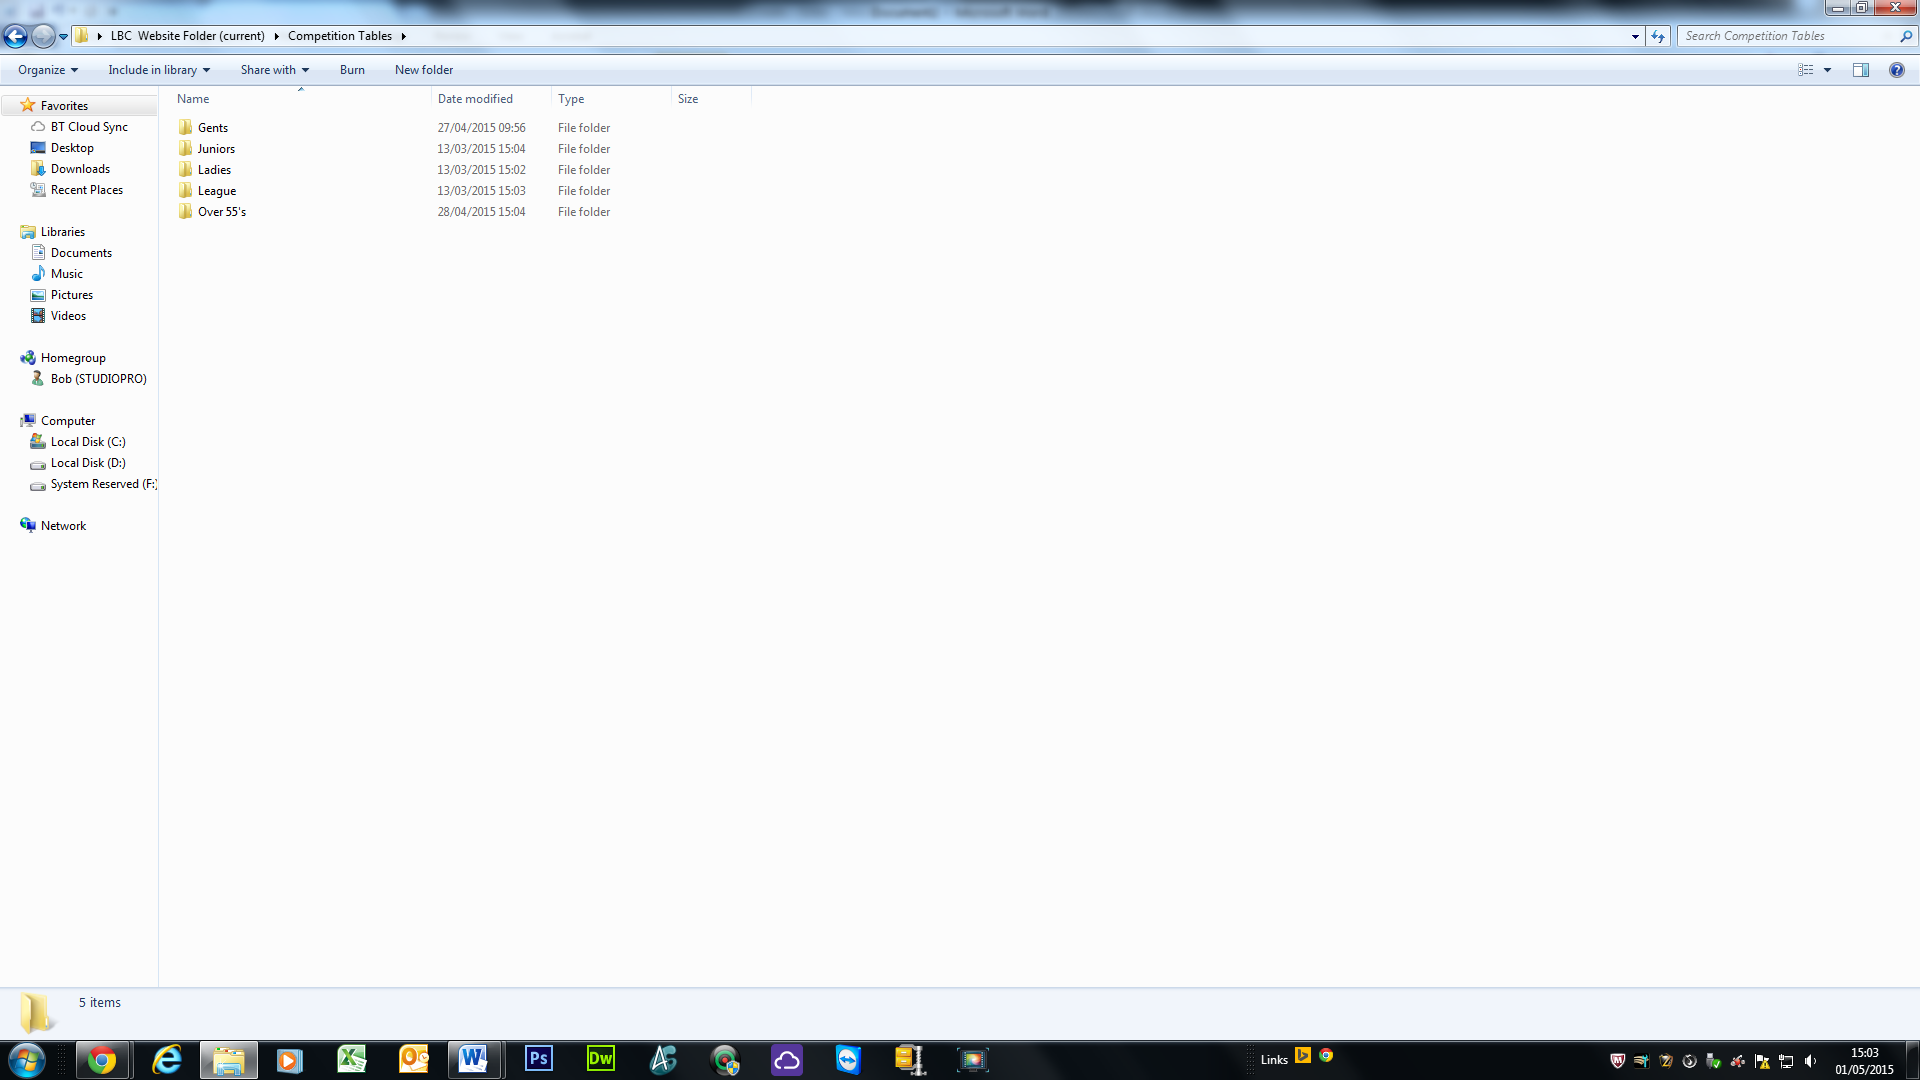 LBC  Website Folder (current) Competition Tables
Search Competition Tables
Organize Include in library Share with Burn New folder
Name Date modified Type Size
Favorites
BT Cloud Sync
Desktop
Downloads
Recent Places
Libraries
Documents
Music
Pictures
Videos
Homegroup
Bob (STUDIOPRO)
Computer
Local Disk (C:)
Local Disk (D:)
System Reserved (F:)
Network
Gents 27/04/2015 09:56 File folder
Juniors 13/03/2015 15:04 File folder
Ladies 13/03/2015 15:02 File folder
League 13/03/2015 15:03 File folder
Over 55's 28/04/2015 15:04 File folder
5 items
Ps Dw
Links
15:03
01/05/2015